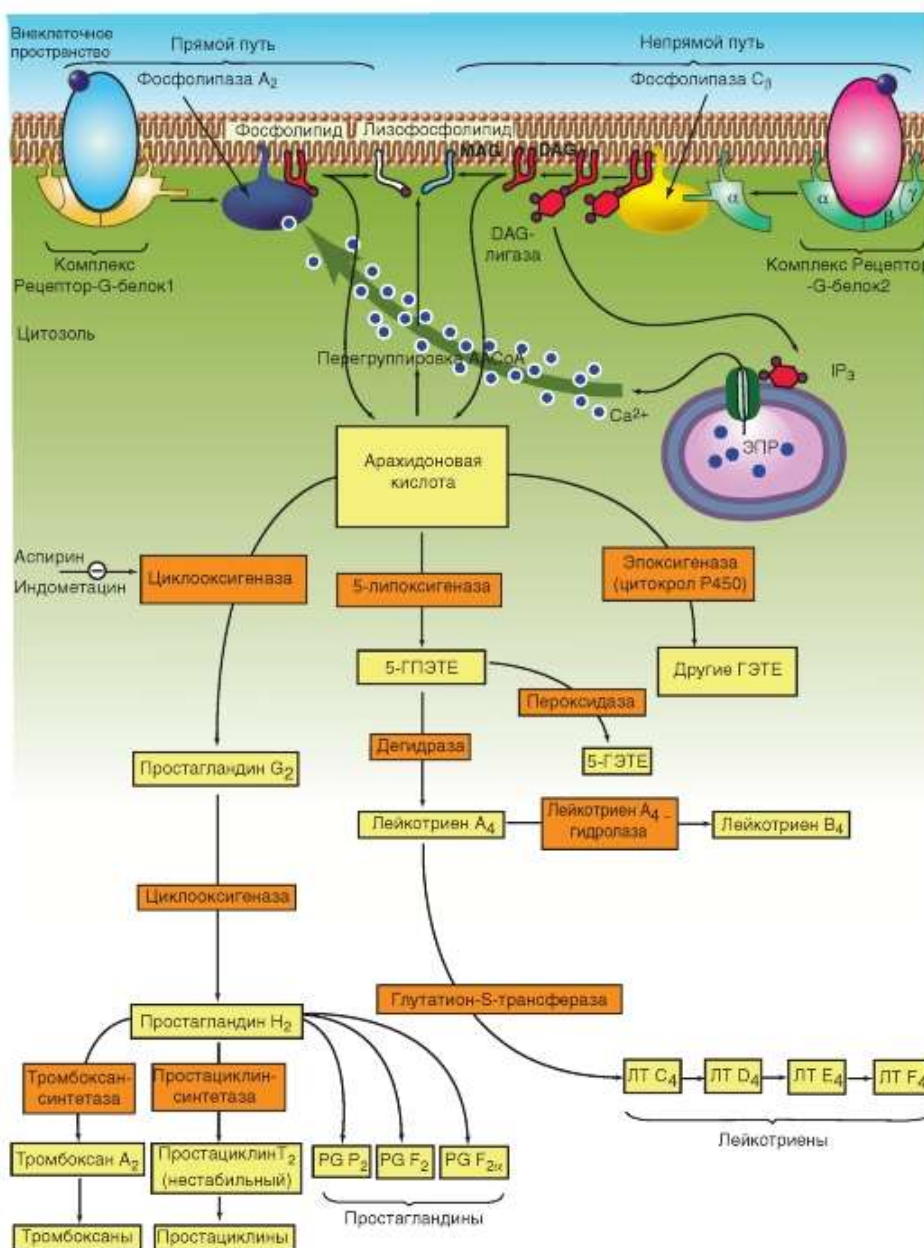 Внеклеточное
пространство
Прямой путь
Непрямой путь
Фосфолипаза A2
Фосфолипаза Cβ
Фосфолипид
Лизофосфолипид
MAG
DAG
α
α
β
γ
DAG-
лигаза
Комплекс
Рецептор-G-белок1
Комплекс Рецептор
-G-белок2
Цитозоль
Перегруппировка AACoA
IP3
Ca2+
ЭПР
Арахидоновая
кислота
Аспирин
Индометацин
Циклооксигеназа
5-липоксигеназа
Эпоксигеназа
(цитокрол P450)
5-ГПЭТЕ
Другие ГЭТЕ
Пероксидаза
Дегидраза
5-ГЭТЕ
Простагландин G2
Лейкотриен A4
Лейкотриен A4 -
гидролаза
Лейкотриен B4
Циклооксигеназа
Глутатион-S-трансфераза
Простагландин H2
Тромбоксан-
синтетаза
Простациклин-
синтетаза
ЛТ C4
ЛТ D4
ЛТ E4
ЛТ F4
Лейкотриены
Тромбоксан A2
ПростациклинT2
(нестабильный)
PG P2
PG F2
PG F2α
Простагландины
Тромбоксаны
Простациклины